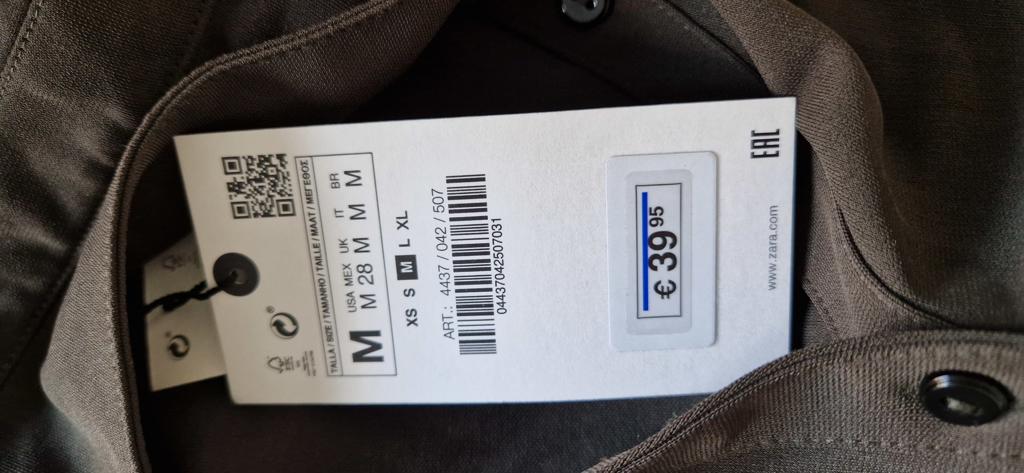 TALLA / SIZE / TAMANHO / TAILLE / MAAT / ΜΕΓΕΘΟΣ
USA MEX UK IT BR
M M 28 M M M
XS S M L XL
ART.: 4437 / 042 / 507
04437042507031
€ 39 95
www.zara.com
EAC